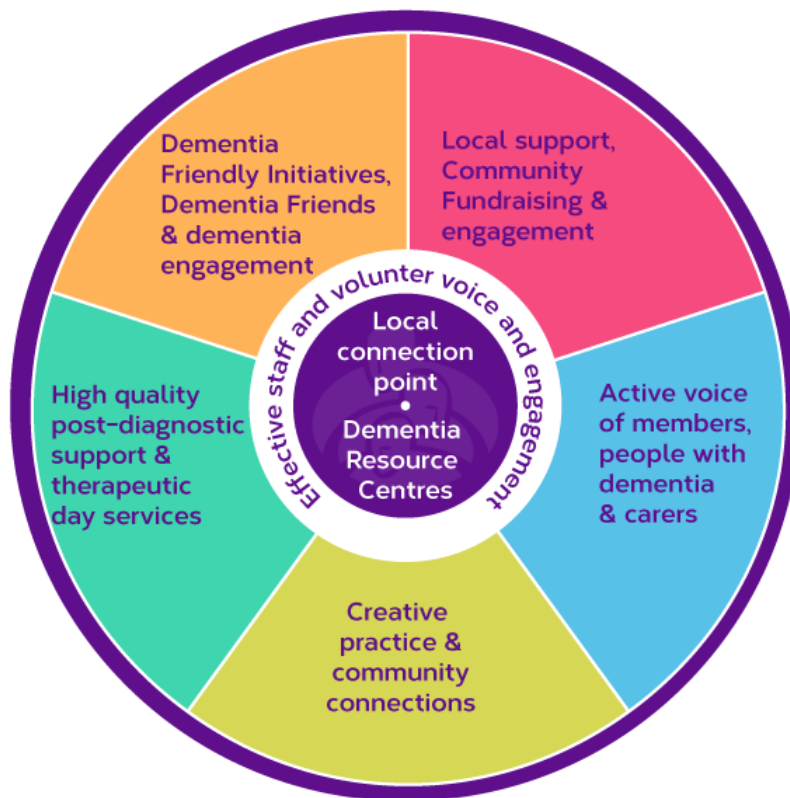 Dementia
Friendly Initiatives,
Dementia Friends
& dementia
engagement
Local support,
Community
Fundraising &
engagement
Effective staff and volunter voice and engagement
Local
connection
point
•
Dementia
Resource
Centres
High quality
post-diagnostic
support &
therapeutic
day services
Active voice
of members,
people with
dementia
& carers
Creative
practice &
community
connections